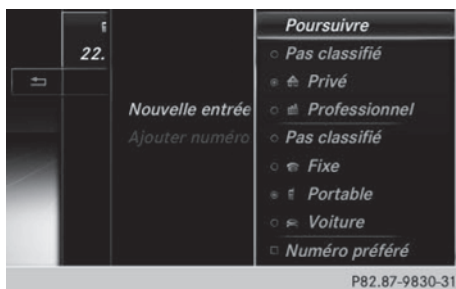 Poursuivre
22.
Pas classifié
Privé
Nouvelle entrée
Professionnel
Ajouter numéro
Pas classifié
Fixe
Portable
Voiture
Numéro préféré
P82.87-9830-31